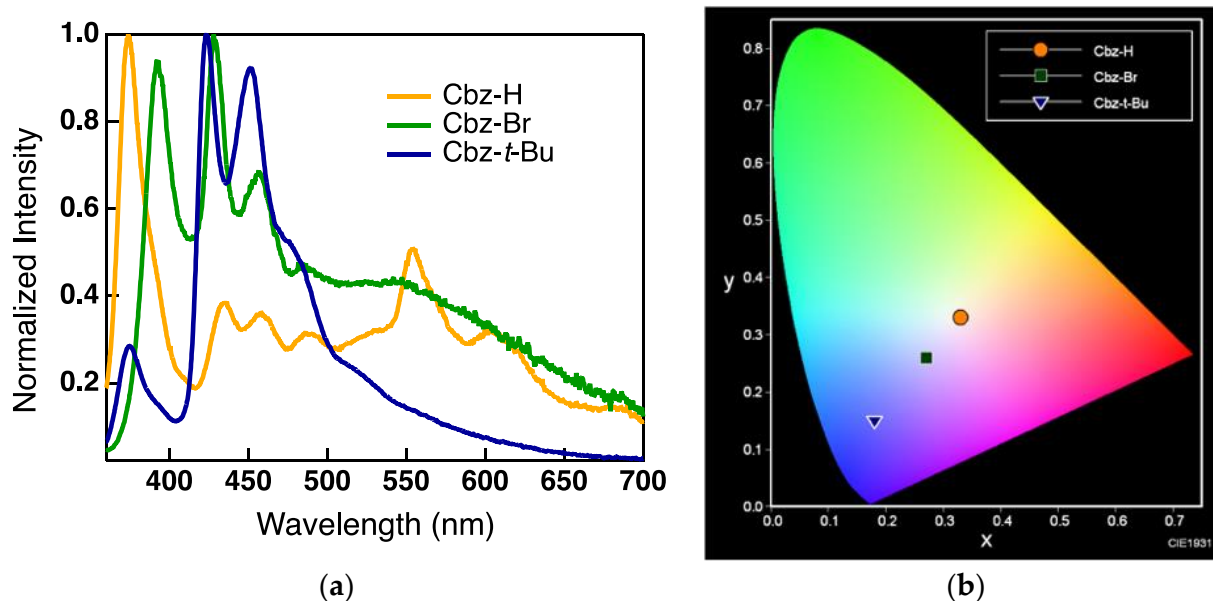 1.0
0.8
0.6
0.4
0.2
Normalized Intensity
Cbz-H
Cbz-Br
Cbz-t-Bu
400 450 500 550 600 650 700
Wavelength (nm)
(a)
0.8
0.7
0.6
0.5
0.4
0.3
0.2
0.1
0.0
y
Cbz-H
Cbz-Br
Cbz-t-Bu
0.0 0.1 0.2 0.3 0.4 0.5 0.6 0.7
x
CIE1931
(b)